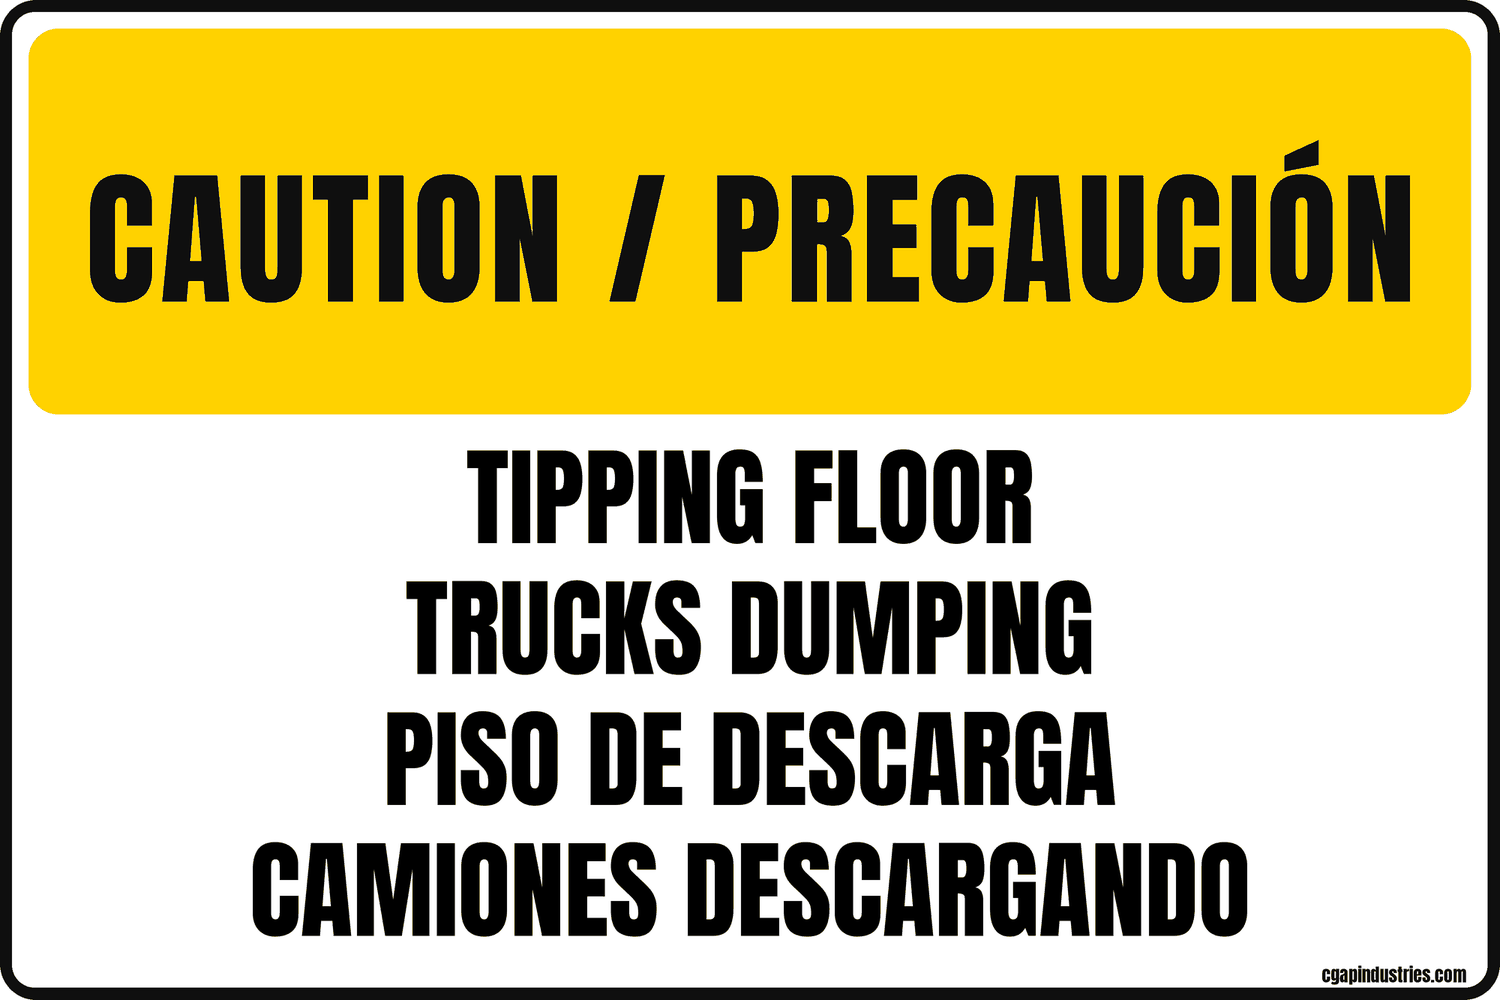 CAUTION / PRECAUCIÓN
TIPPING FLOOR
TRUCKS DUMPING
PISO DE DESCARGA
CAMIONES DESCARGANDO
cgapindustries.com